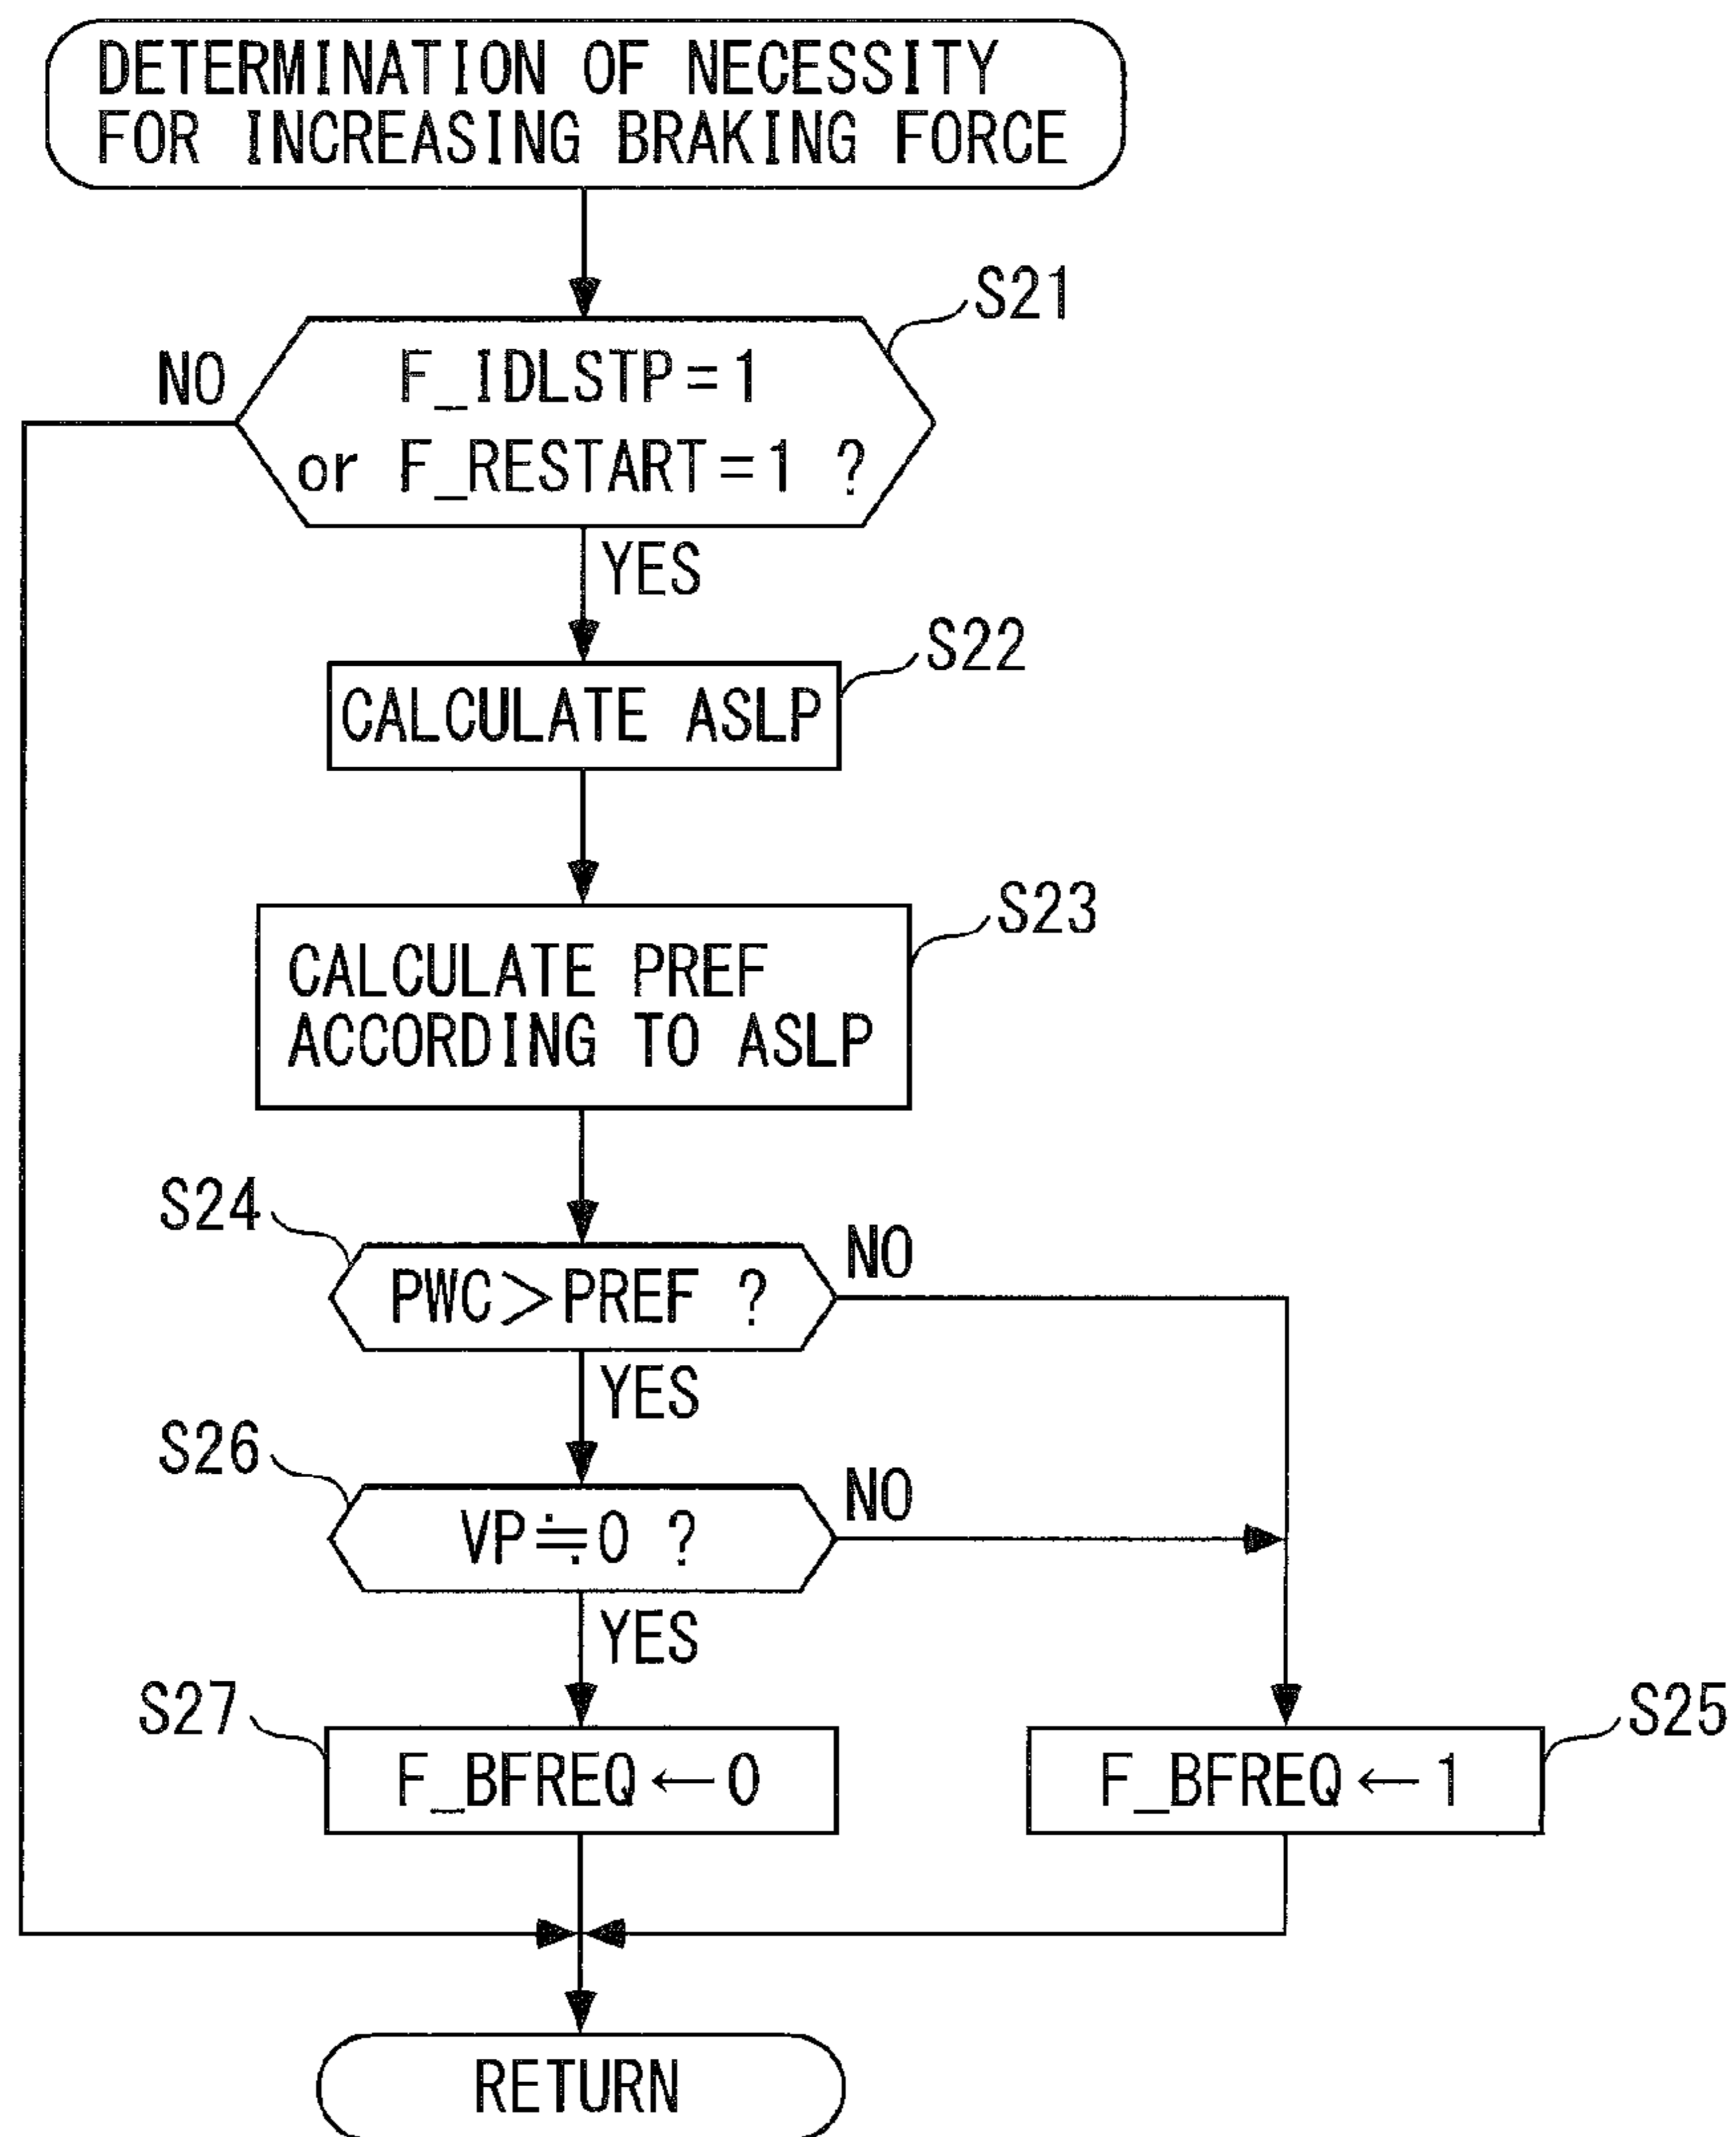 DETERMINATION OF NECESSITY
FOR INCREASING BRAKING FORCE
S21
NO
F_IDLSTP=1
or F_RESTART=1 ?
YES
S22
CALCULATE ASLP
S23
CALCULATE PREF
ACCORDING TO ASLP
S24
NO
PWC>PREF ?
YES
S26
NO
VP≒0 ?
YES
S27
S25
F_BFREQ←0
F_BFREQ←1
RETURN